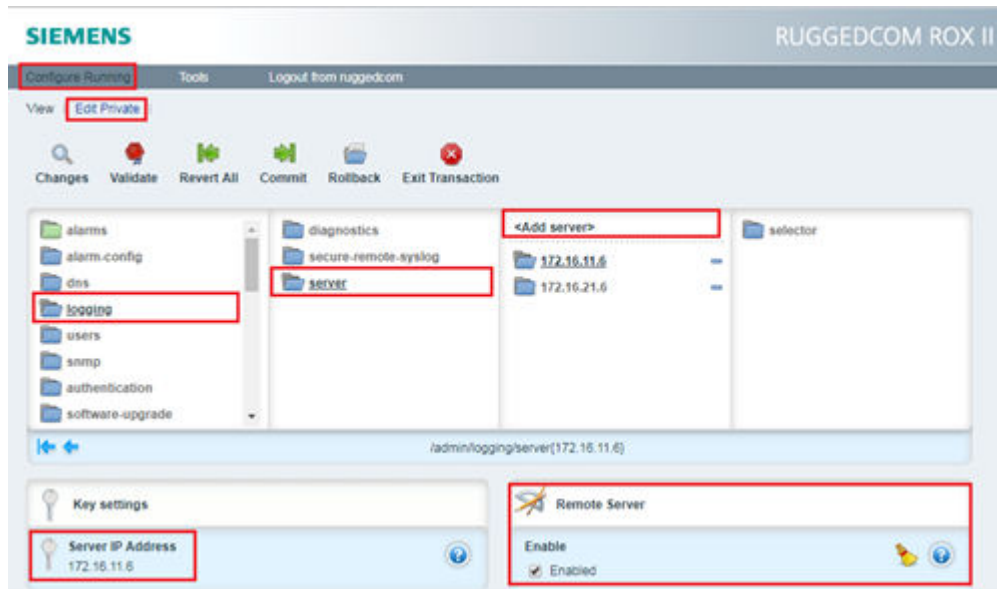 SIEMENS
RUGGEDCOM ROX II
Configure Running Tools Logout from ruggedcom
View Edit Private
Changes Validate Revert All Commit Rollback Exit Transaction
alarms
alarm-config
dns
logging
users
snmp
authentication
software-upgrade
diagnostics
secure-remote-syslog
server
<Add server>
172.16.11.6
172.16.21.6
selector
/admin/logging/server{172.16.11.6}
Key settings
Server IP Address
172.16.11.6
Remote Server
Enable
Enabled